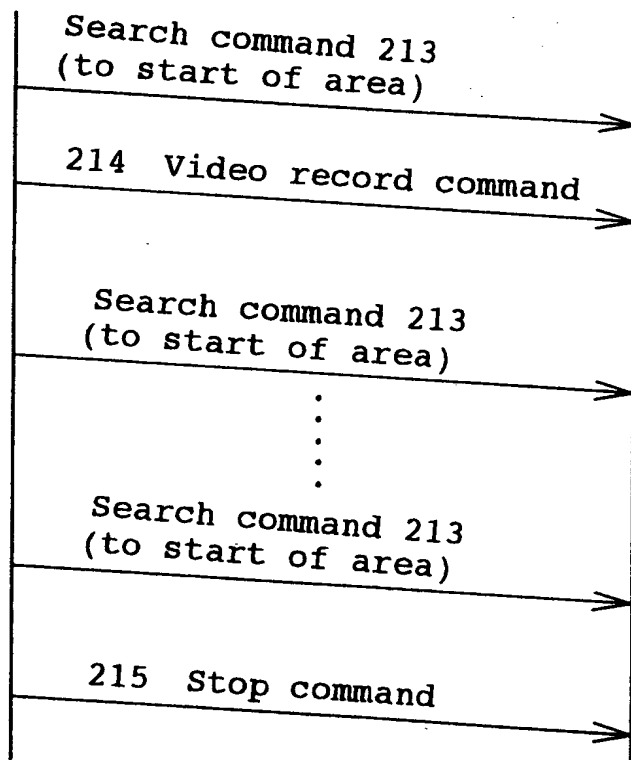 Search command 213
(to start of area)
214 Video record command
Search command 213
(to start of area)
Search command 213
(to start of area)
215 Stop command